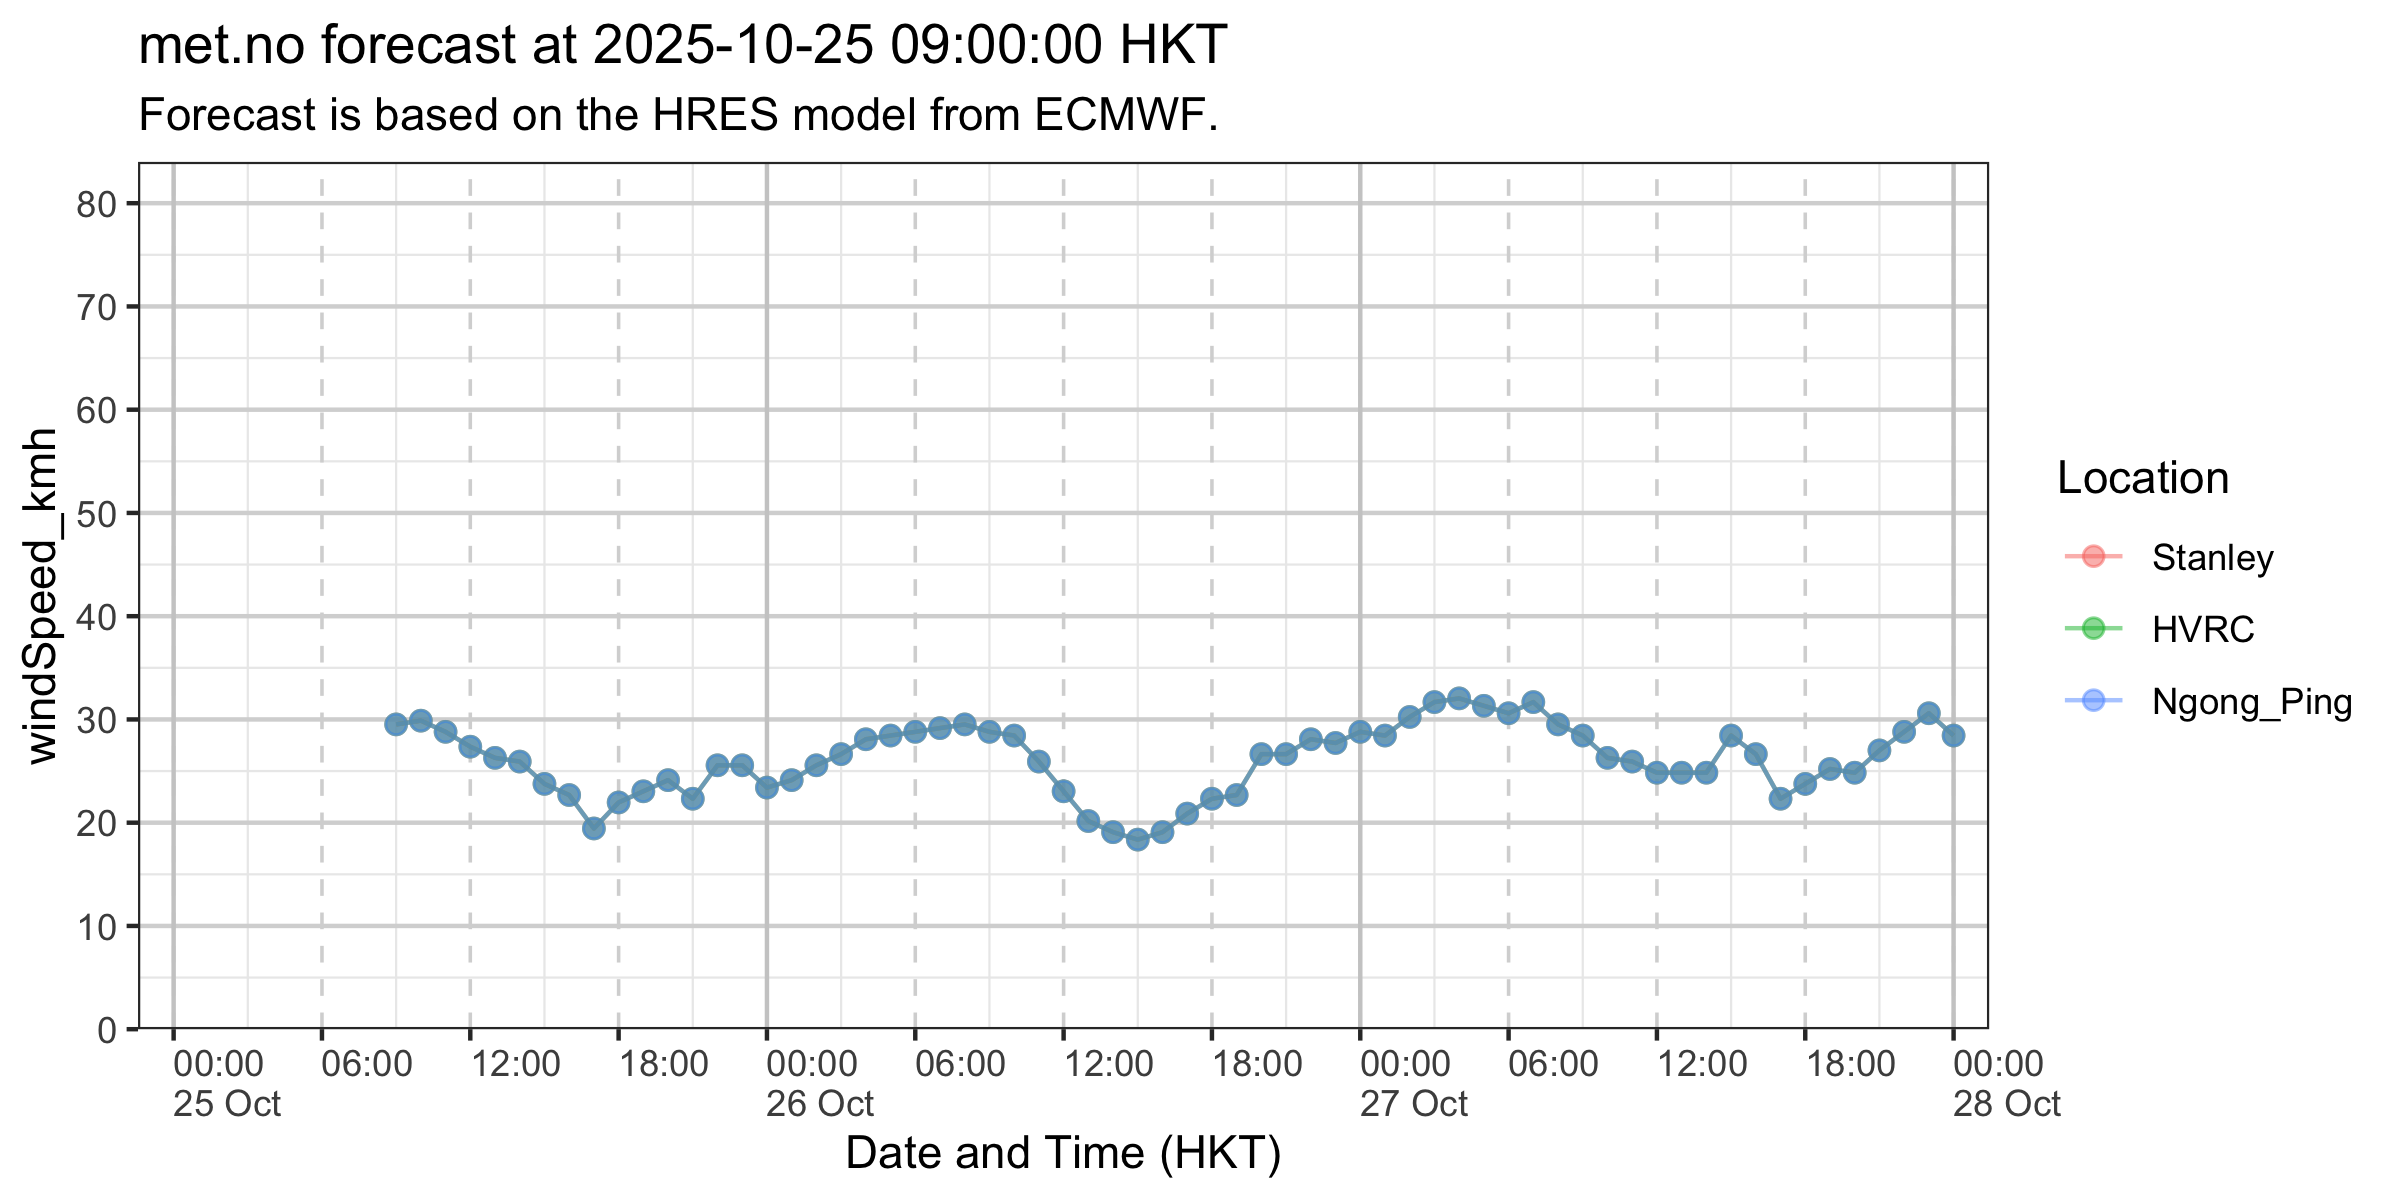 met.no forecast at 2025-10-25 09:00:00 HKT
Forecast is based on the HRES model from ECMWF.
windSpeed_kmh
80
70
60
50
40
30
20
10
0
00:00 06:00 12:00 18:00 00:00 06:00 12:00 18:00 00:00 06:00 12:00 18:00 00:00
25 Oct 26 Oct 27 Oct 28 Oct
Date and Time (HKT)
Location
Stanley
HVRC
Ngong_Ping